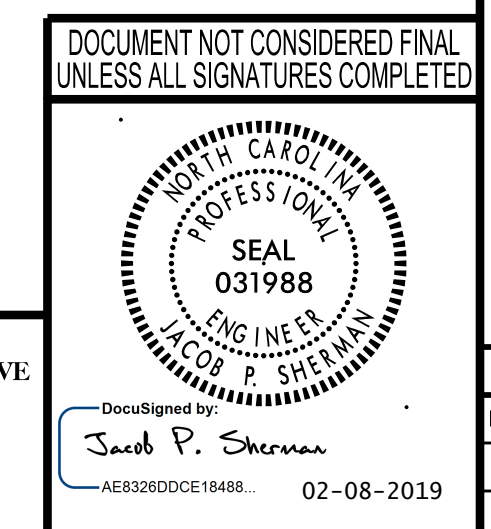 DOCUMENT NOT CONSIDERED FINAL
UNLESS ALL SIGNATURES COMPLETED
NORTH CAROLINA
PROFESSIONAL
SEAL
031988
ENGINEER
JACOB P. SHERMAN
VE
DocuSigned by:
Jacob P. Sherman
AE8326DDCE18488...
02-08-2019